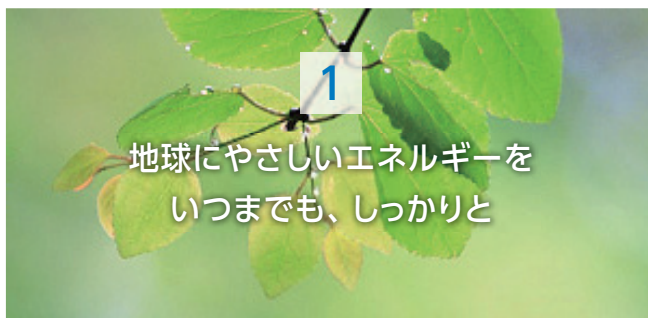 1
地球にやさしいエネルギーを
いつまでも、しっかりと